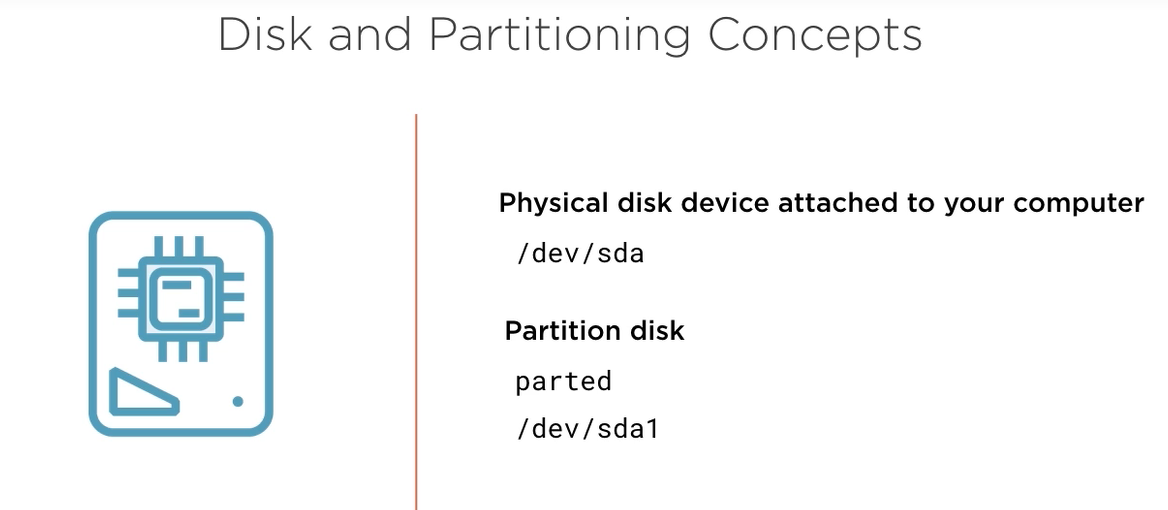 Disk and Partitioning Concepts
Physical disk device attached to your computer
/dev/sda
Partition disk
parted
/dev/sda1